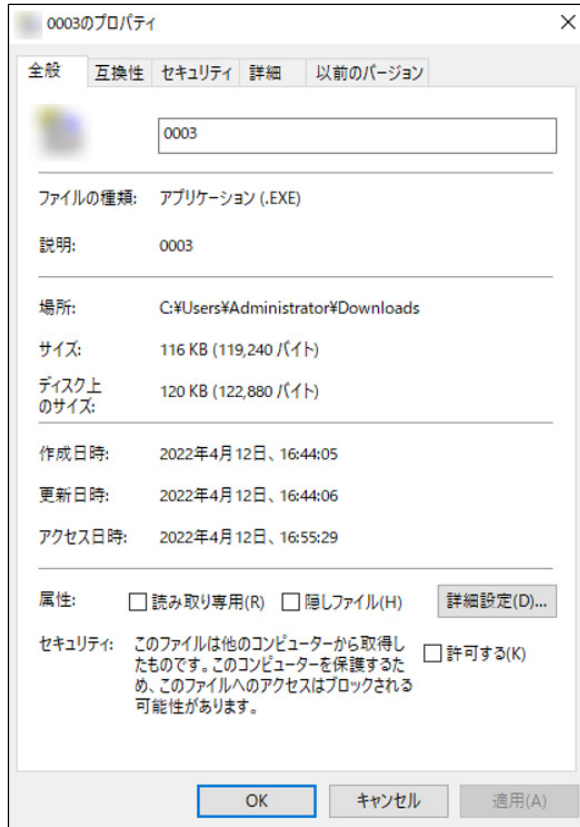 0003のプロパティ
全般 互換性 セキュリティ 詳細 以前のバージョン
0003
ファイルの種類: アプリケーション (.EXE)
説明: 0003
場所: C:¥Users¥Administrator¥Downloads
サイズ: 116 KB (119,240 バイト)
ディスク上
のサイズ: 120 KB (122,880 バイト)
作成日時: 2022年4月12日、16:44:05
更新日時: 2022年4月12日、16:44:06
アクセス日時: 2022年4月12日、16:55:29
属性: 読み取り専用(R) 隠しファイル(H) 詳細設定(D)...
セキュリティ: このファイルは他のコンピューターから取得し
たものです。このコンピューターを保護するた
め、このファイルへのアクセスはブロックされる
可能性があります。
許可する(K)
OK キャンセル 適用(A)